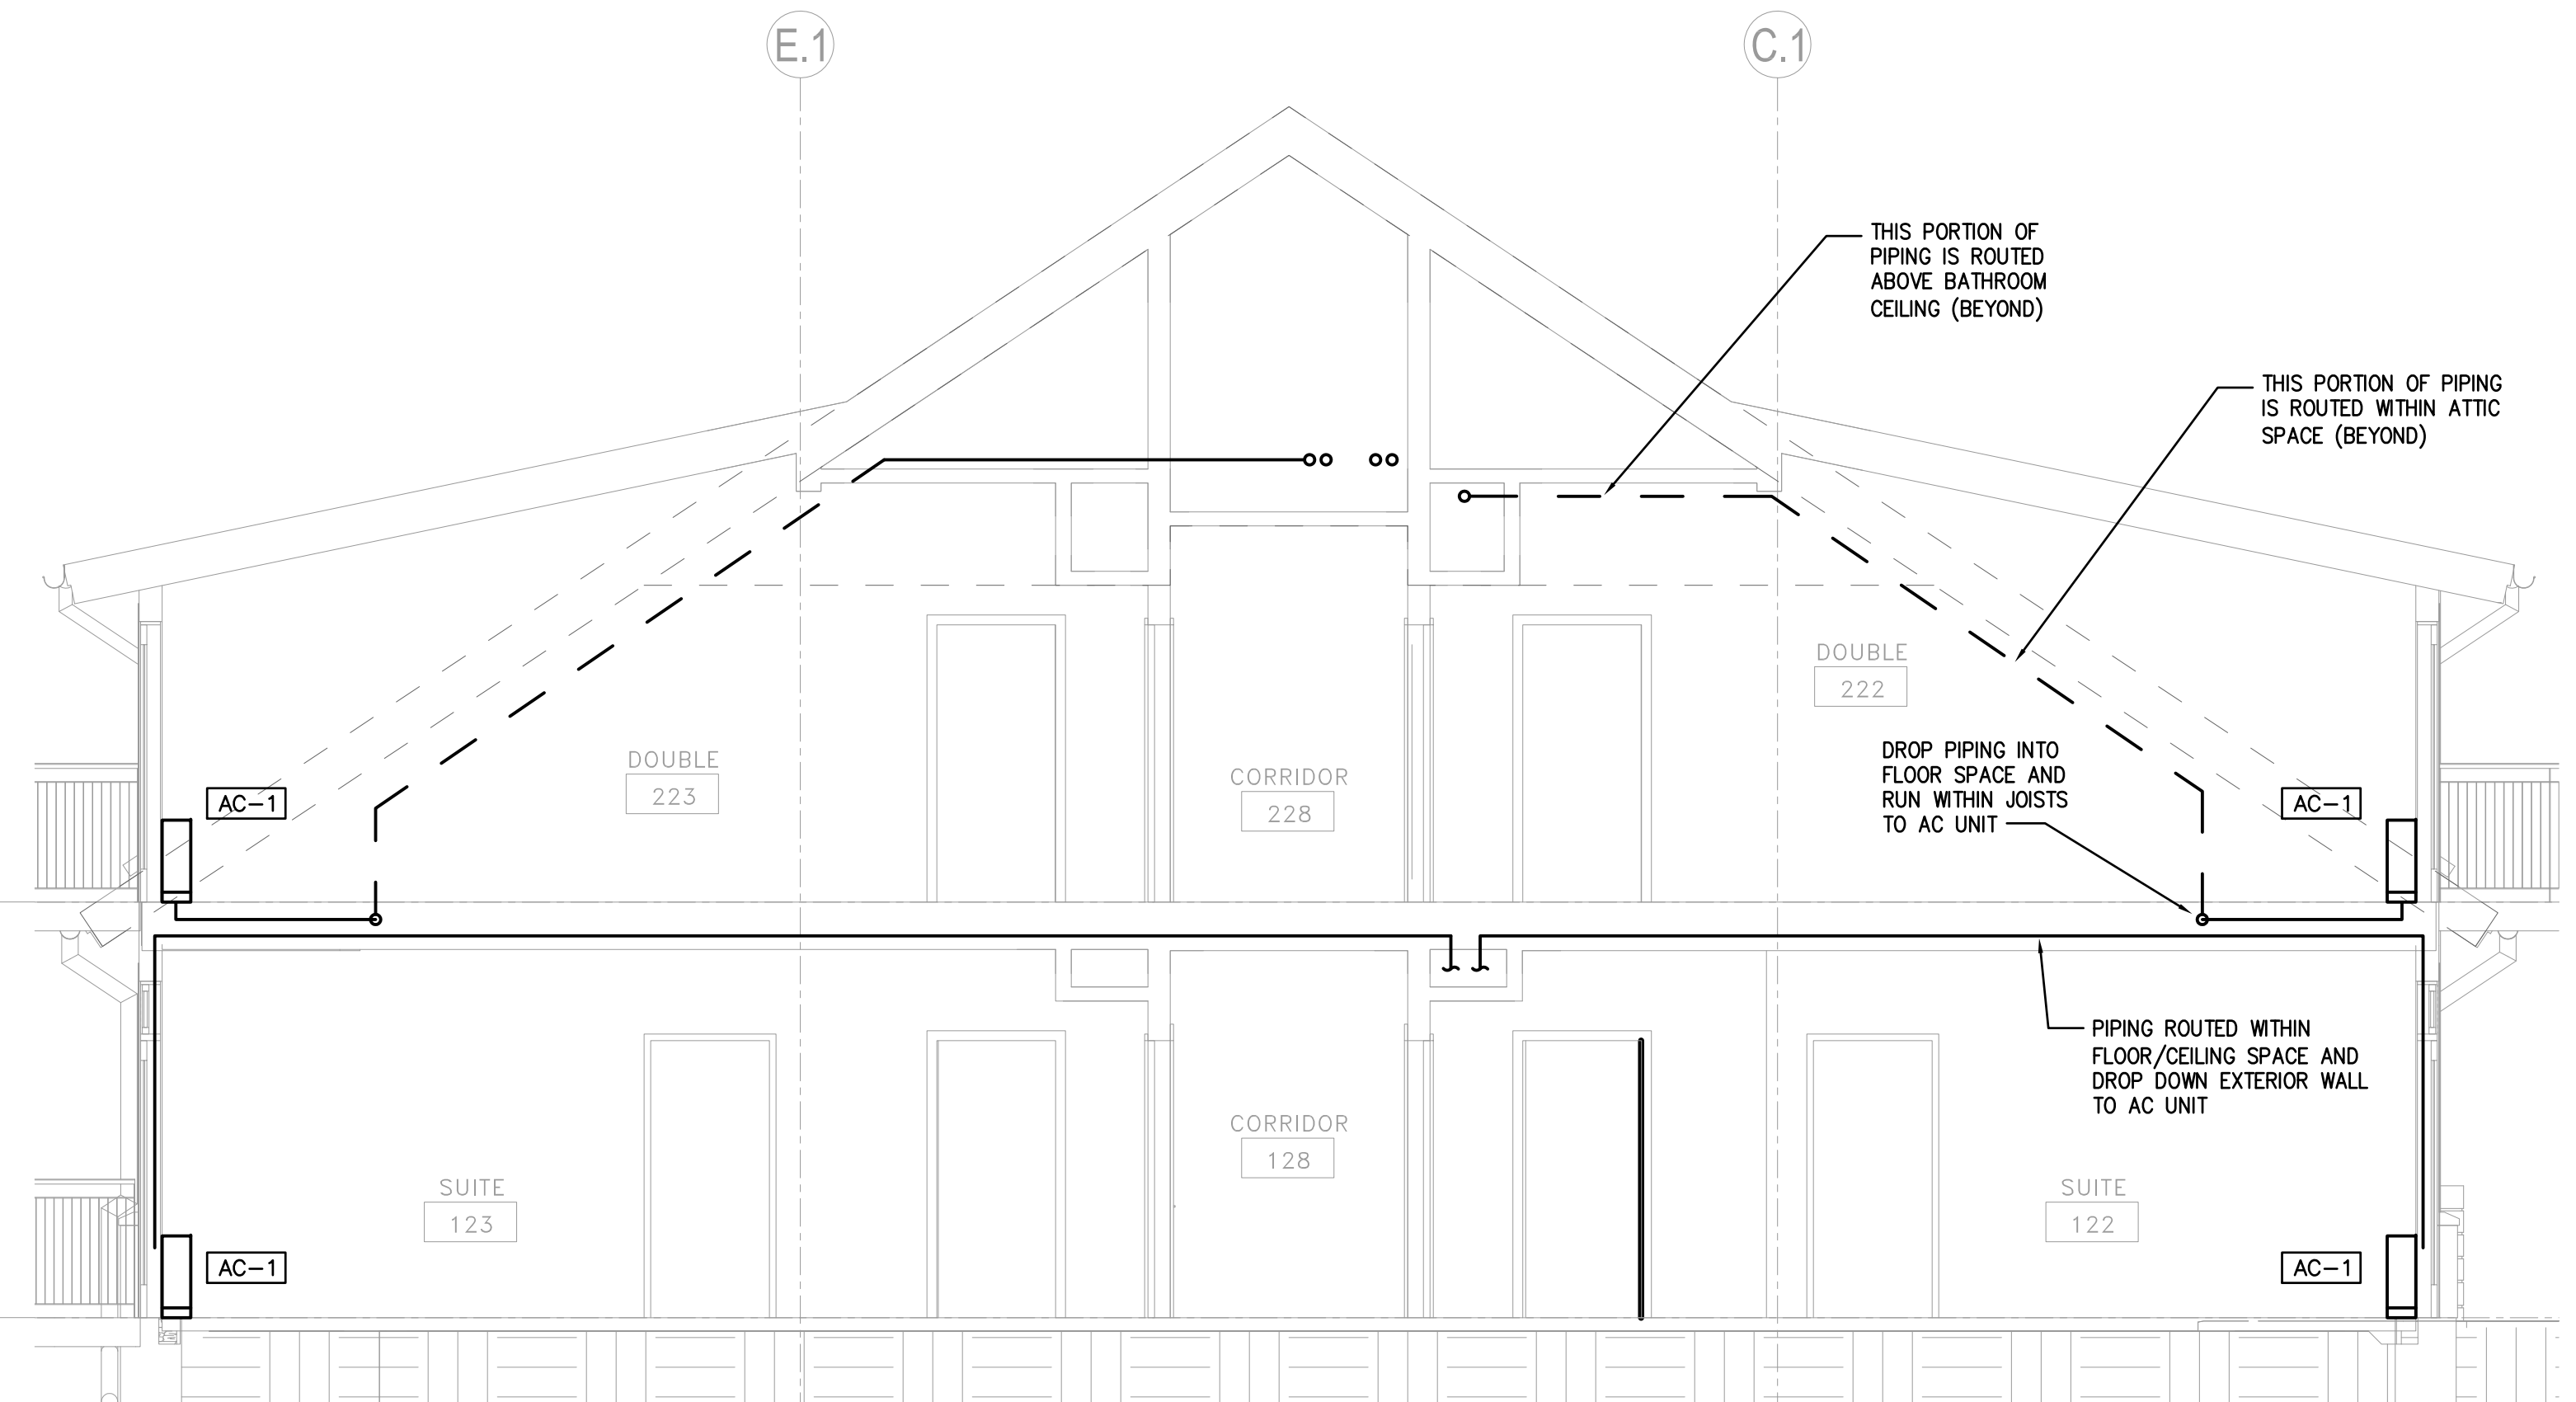 E.1
C.1
THIS PORTION OF
PIPING IS ROUTED
ABOVE BATHROOM
CEILING (BEYOND)
THIS PORTION OF PIPING
IS ROUTED WITHIN ATTIC
SPACE (BEYOND)
DOUBLE
222
DOUBLE
223
CORRIDOR
228
DROP PIPING INTO
FLOOR SPACE AND
RUN WITHIN JOISTS
TO AC UNIT
AC-1
AC-1
PIPING ROUTED WITHIN
FLOOR/CEILING SPACE AND
DROP DOWN EXTERIOR WALL
TO AC UNIT
CORRIDOR
128
SUITE
123
SUITE
122
AC-1
AC-1